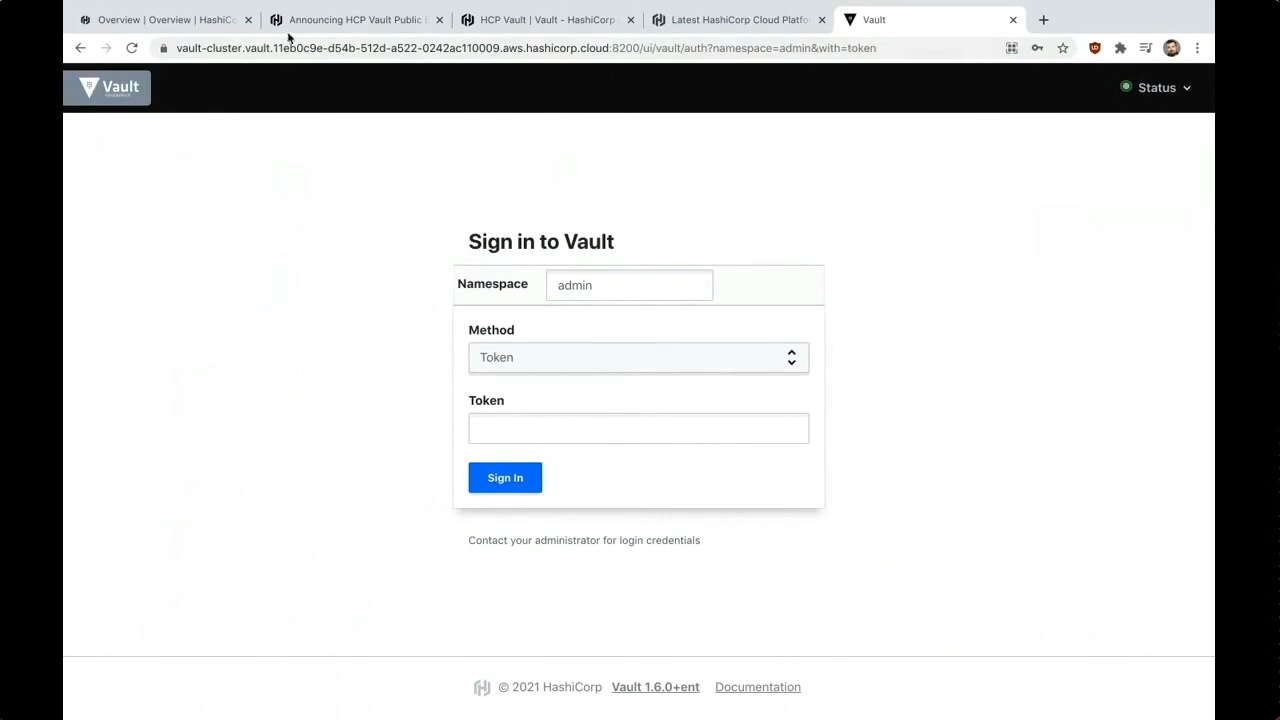 Overview | Overview | HashiCo
Announcing HCP Vault Public
HCP Vault | Vault - HashiCorp
Latest HashiCorp Cloud Platfo
Vault
vault-cluster.vault.11eb0c9e-d54b-512d-a522-0242ac110009.aws.hashicorp.cloud:8200/ui/vault/auth?namespace=admin&with=token
Vault
Status
Sign in to Vault
Namespace
admin
Method
Token
Token
Sign In
Contact your administrator for login credentials
© 2021 HashiCorp Vault 1.6.0+ent Documentation